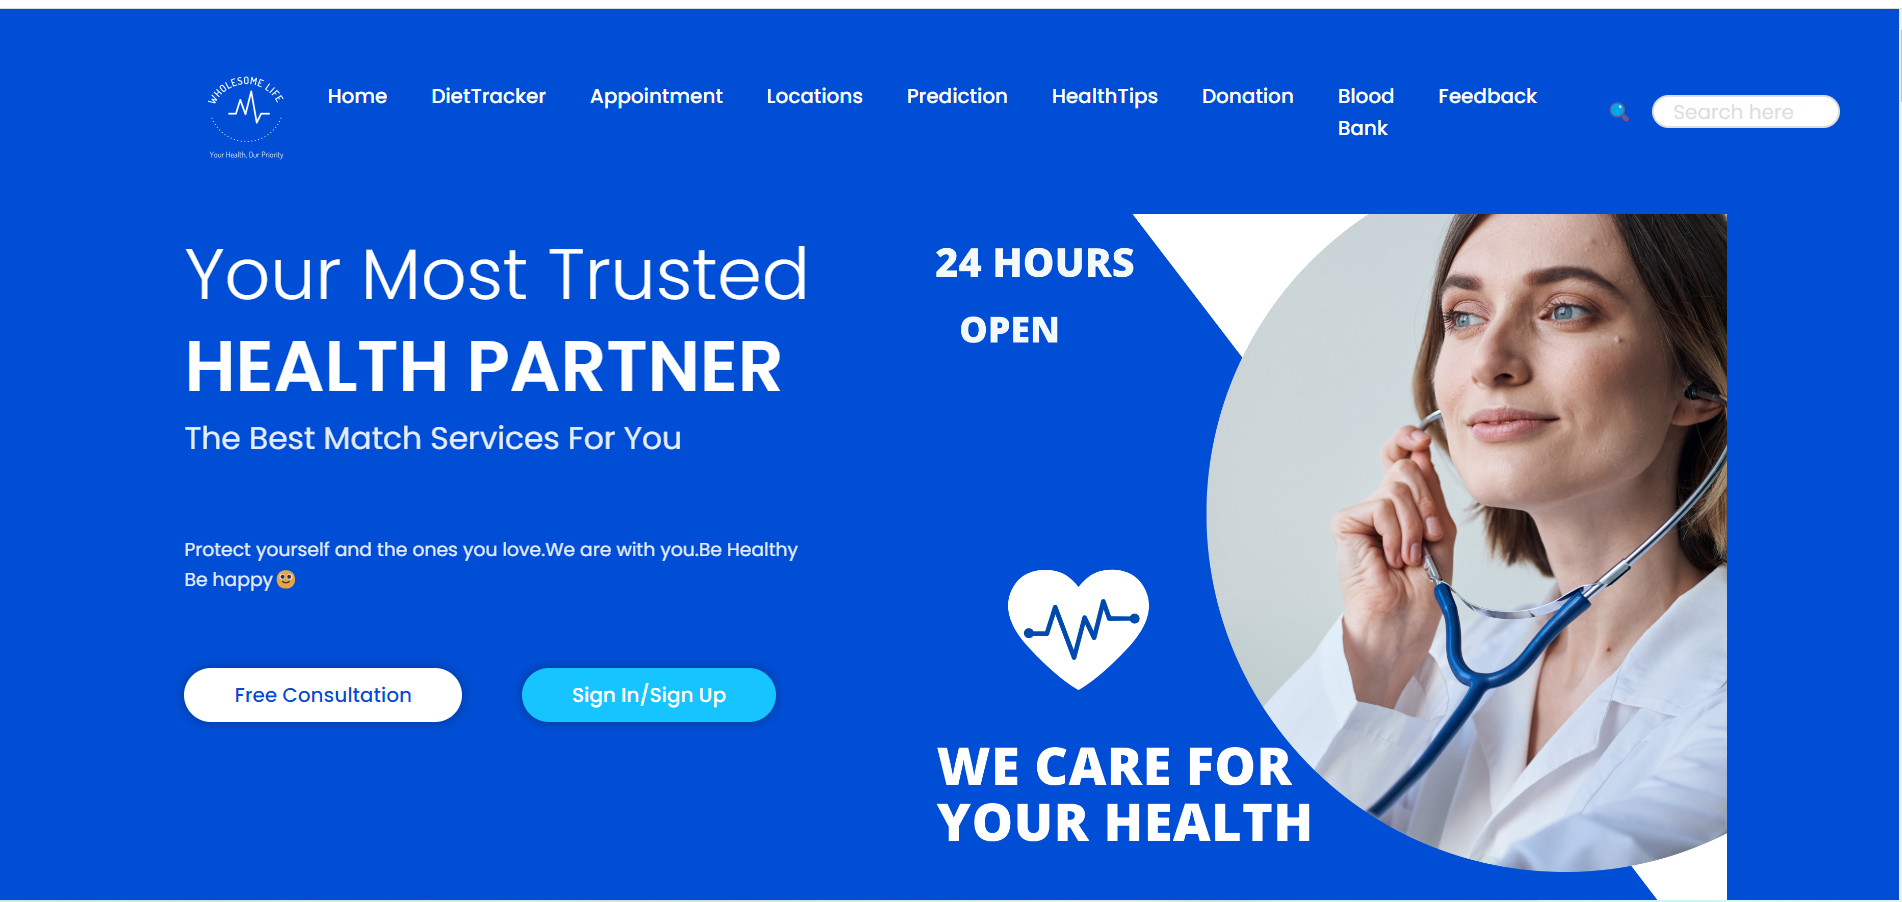 WHOLESOME LIFE
Your Health, Our Priority
Home DietTracker Appointment Locations Prediction HealthTips Donation Blood Bank Feedback
Search here
Your Most Trusted
HEALTH PARTNER
The Best Match Services For You
Protect yourself and the ones you love.We are with you.Be Healthy
Be happy
Free Consultation Sign In/Sign Up
24 HOURS
OPEN
WE CARE FOR
YOUR HEALTH